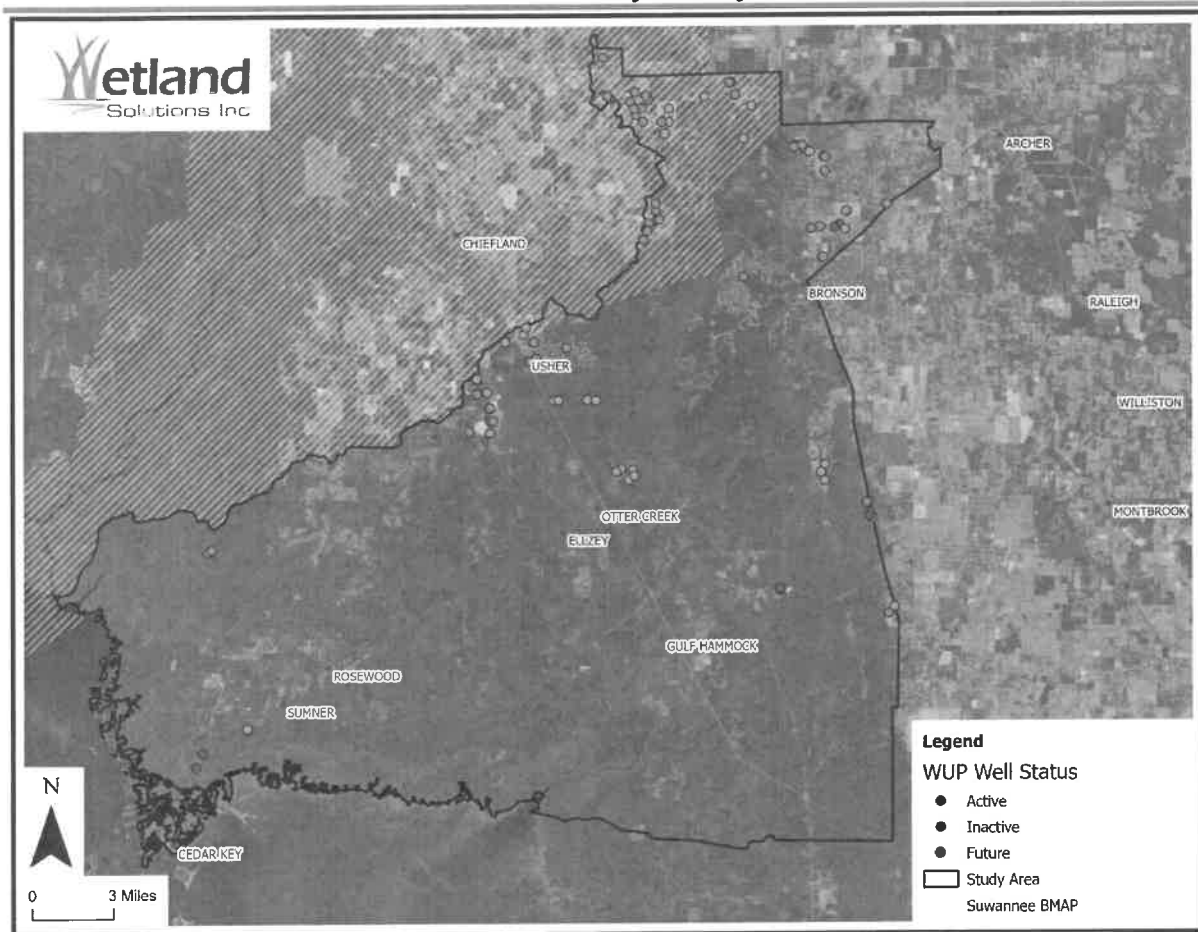 Wetland
Solutions Inc
ARCHER
CHIEFLAND
BRONSON
RALEIGH
USHER
WILLISTON
OTTER CREEK
MONTBROOK
ELLZEY
GULF HAMMOCK
ROSEWOOD
SUMNER
CEDAR KEY
N
0 3 Miles
Legend
WUP Well Status
Active
Inactive
Future
Study Area
Suwannee BMAP